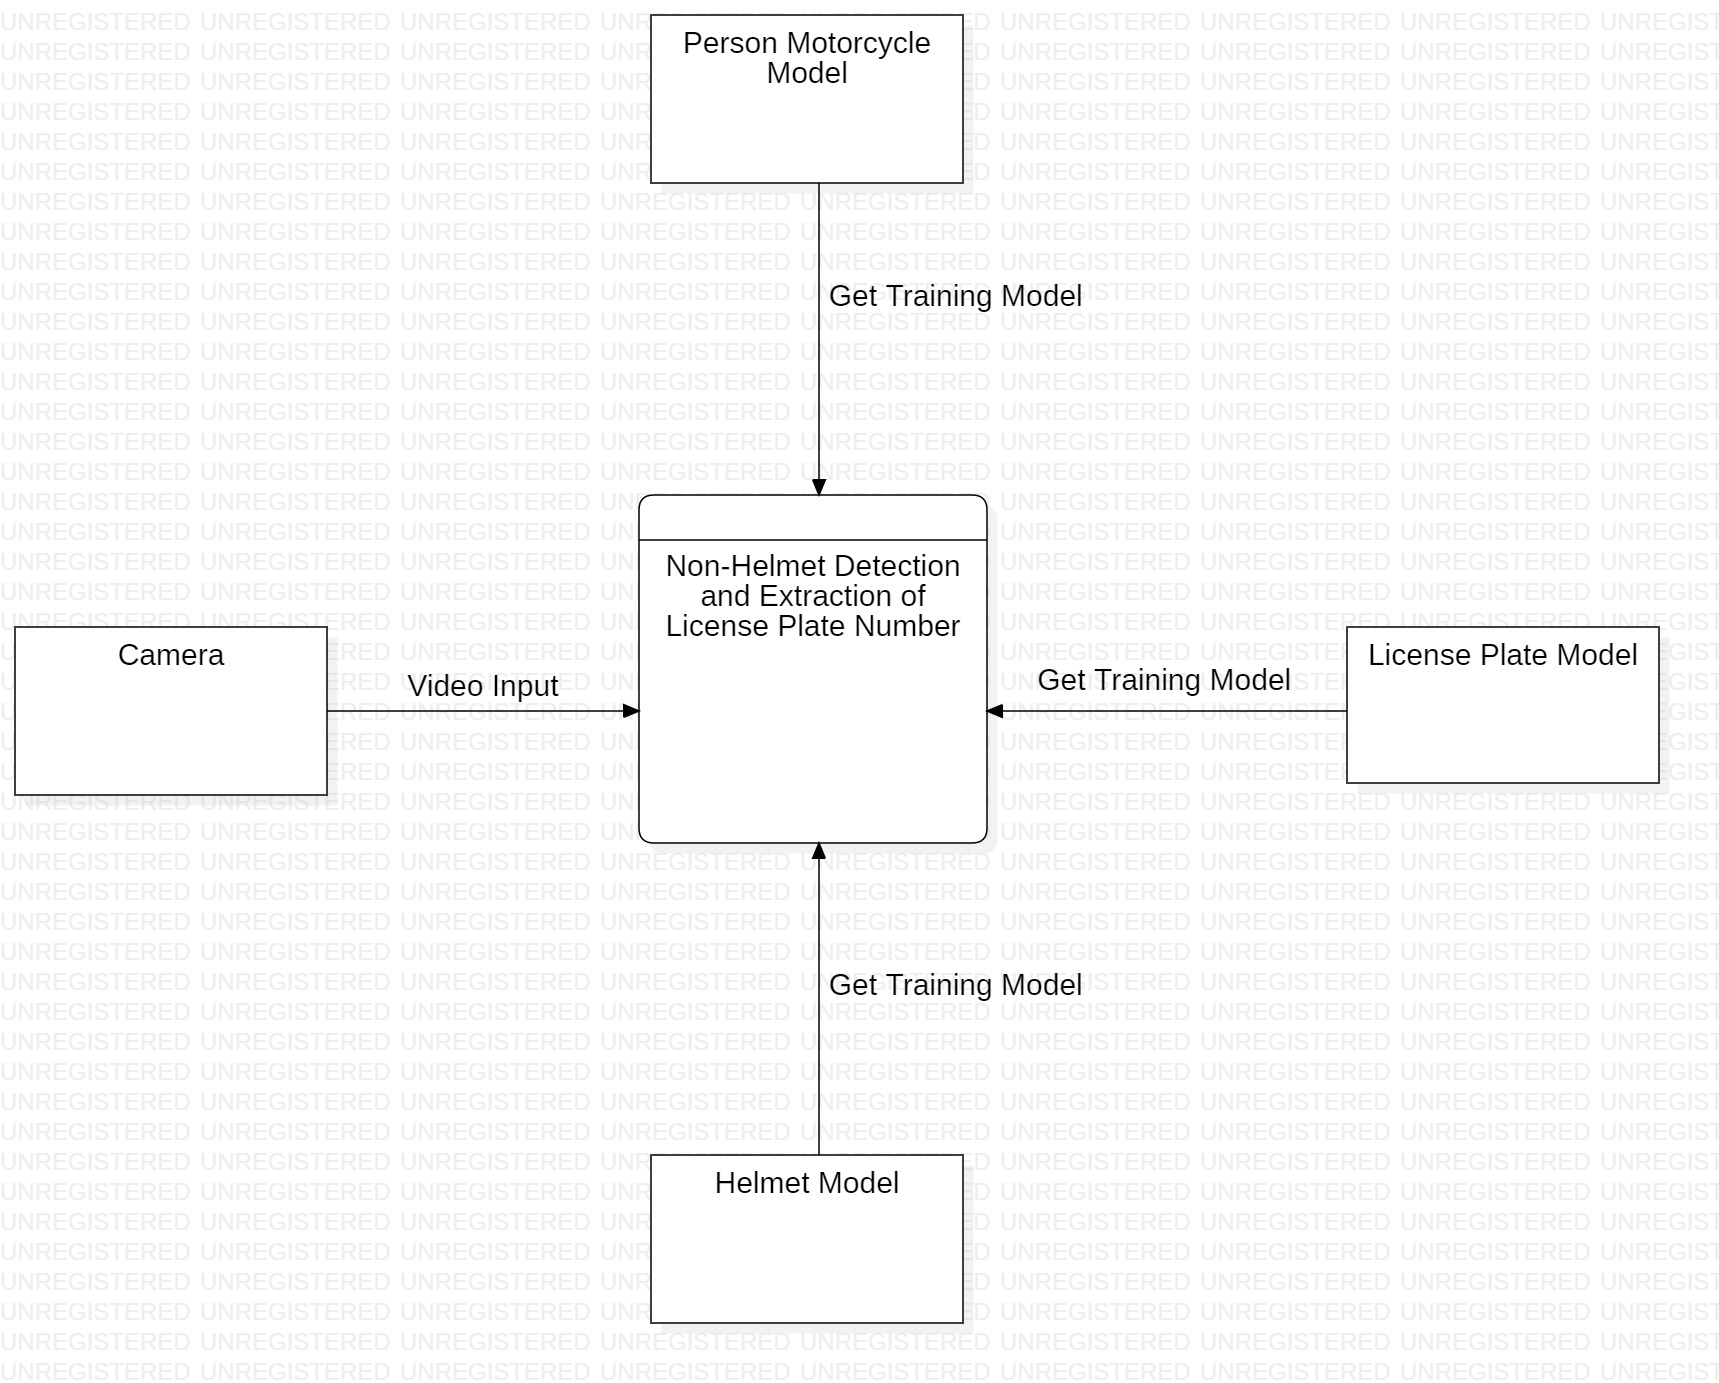 Person Motorcycle
Model
Get Training Model
Non-Helmet Detection
and Extraction of
License Plate Number
Camera
Video Input
Get Training Model
License Plate Model
Get Training Model
Helmet Model
UNREGISTERED